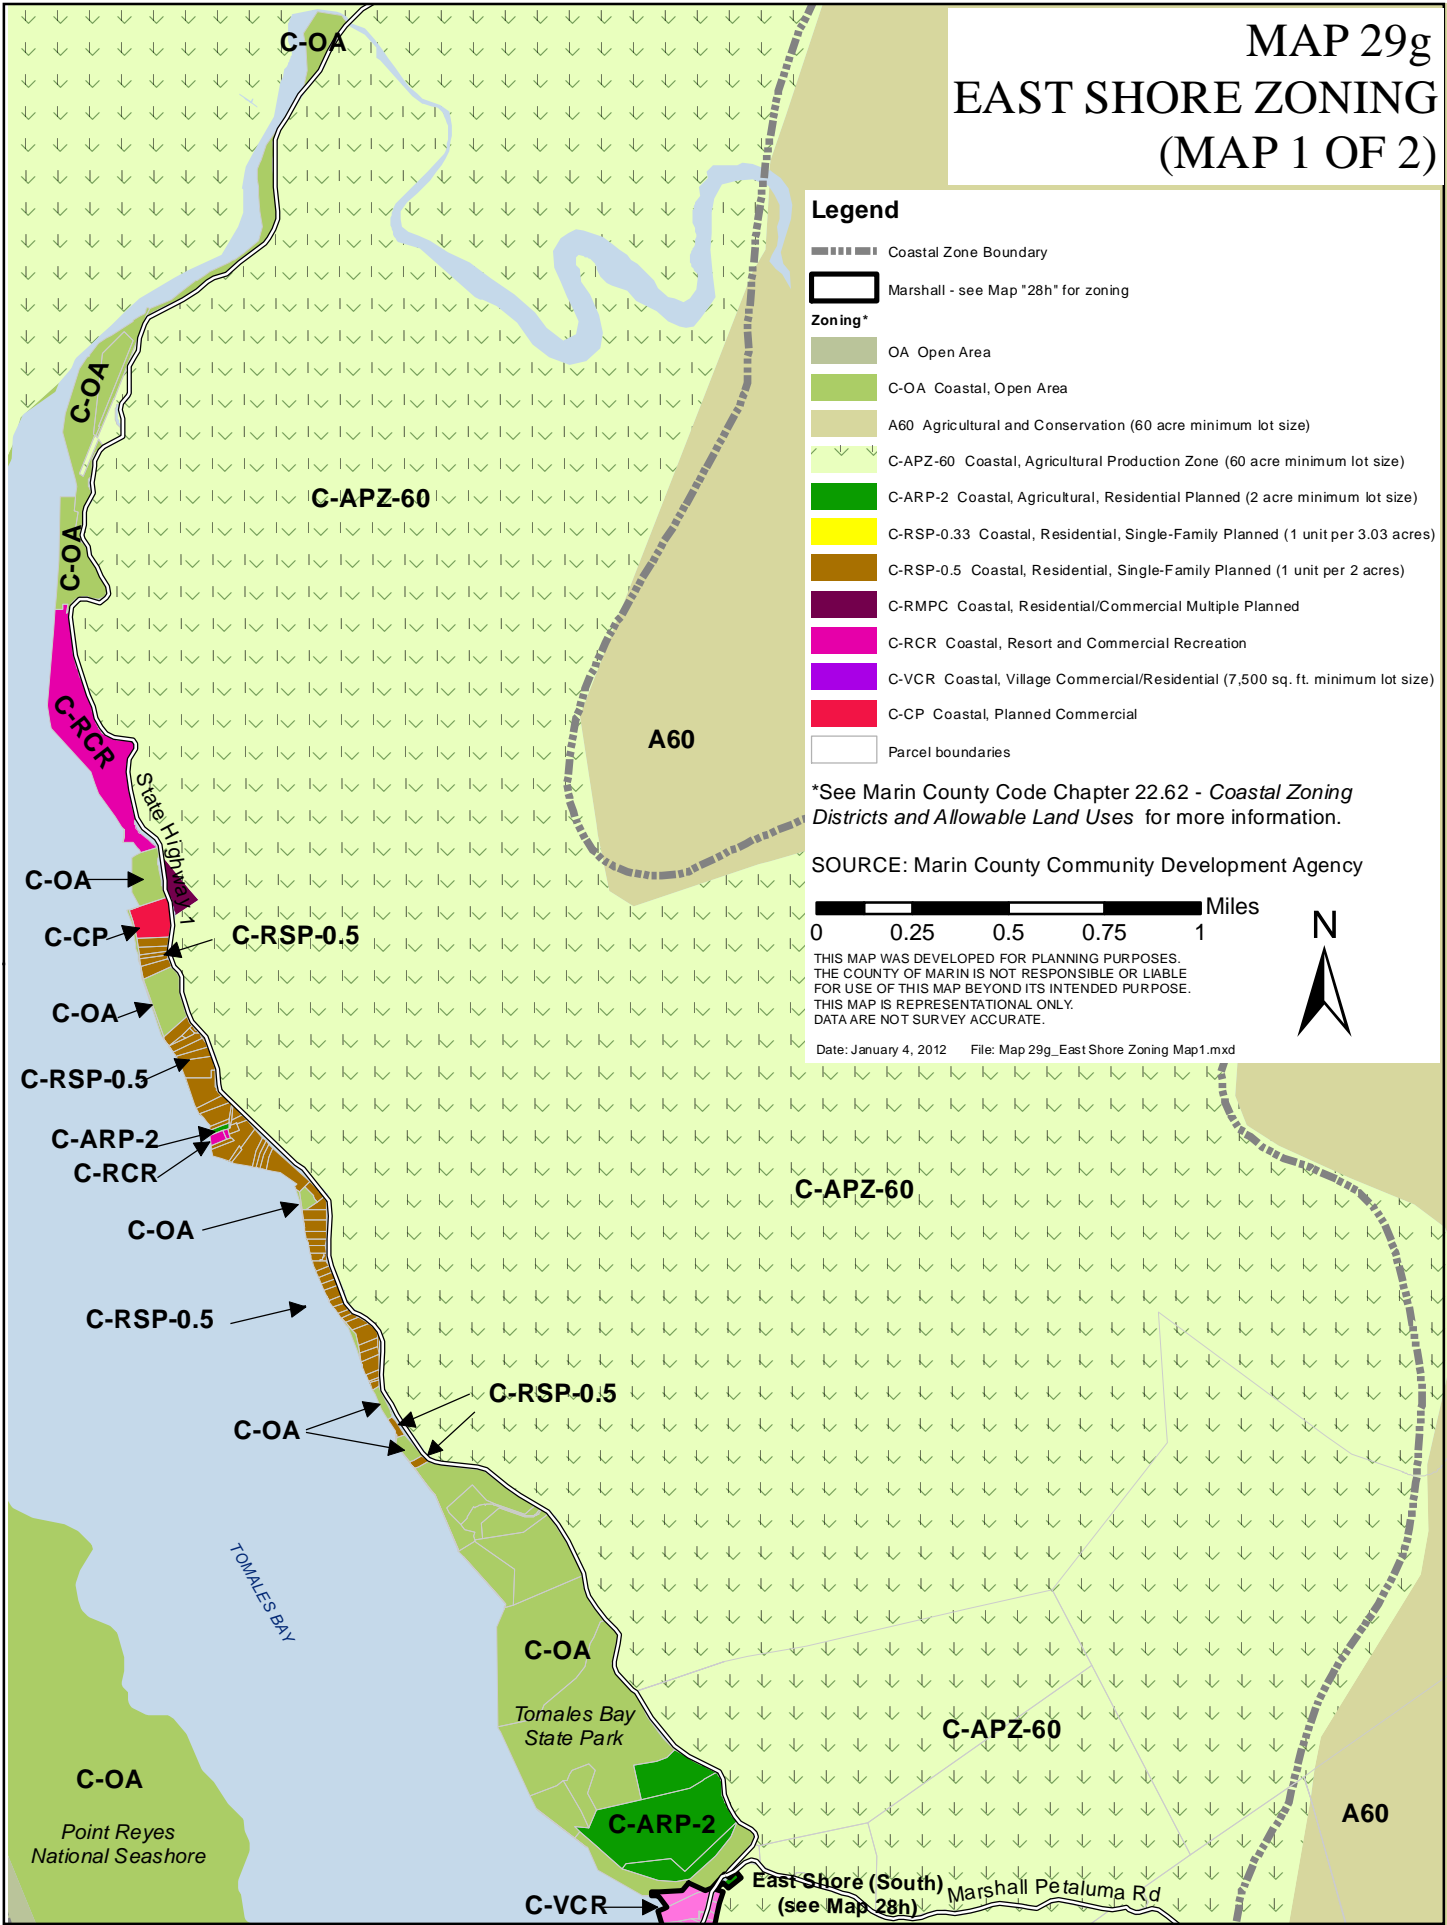 MAP 29g
EAST SHORE ZONING
(MAP 1 OF 2)
Legend
Coastal Zone Boundary
Marshall - see Map "28h" for zoning
Zoning*
OA Open Area
C-OA Coastal, Open Area
A60 Agricultural and Conservation (60 acre minimum lot size)
C-APZ-60 Coastal, Agricultural Production Zone (60 acre minimum lot size)
C-ARP-2 Coastal, Agricultural, Residential Planned (2 acre minimum lot size)
C-RSP-0.33 Coastal, Residential, Single-Family Planned (1 unit per 3.03 acres)
C-RSP-0.5 Coastal, Residential, Single-Family Planned (1 unit per 2 acres)
C-RMPC Coastal, Residential/Commercial Multiple Planned
C-RCR Coastal, Resort and Commercial Recreation
C-VCR Coastal, Village Commercial/Residential (7,500 sq. ft. minimum lot size)
C-CP Coastal, Planned Commercial
Parcel boundaries
*See Marin County Code Chapter 22.62 - Coastal Zoning
Districts and Allowable Land Uses for more information.
SOURCE: Marin County Community Development Agency
Miles
0 0.25 0.5 0.75 1
N
THIS MAP WAS DEVELOPED FOR PLANNING PURPOSES.
THE COUNTY OF MARIN IS NOT RESPONSIBLE OR LIABLE
FOR USE OF THIS MAP BEYOND ITS INTENDED PURPOSE.
THIS MAP IS REPRESENTATIONAL ONLY.
DATA ARE NOT SURVEY ACCURATE.
Date: January 4, 2012 File: Map 29g_East Shore Zoning Map1.mxd
C-OA
C-OA
C-APZ-60
C-OA
C-RCR
A60
State Highway 1
C-OA
C-CP
C-RSP-0.5
C-OA
C-RSP-0.5
C-ARP-2
C-RCR
C-APZ-60
C-OA
C-RSP-0.5
C-RSP-0.5
C-OA
TOMALES BAY
C-OA
Tomales Bay
State Park
C-APZ-60
C-OA
Point Reyes
National Seashore
C-ARP-2
A60
East Shore (South)
(see Map 28h)
Marshall Petaluma Rd
C-VCR